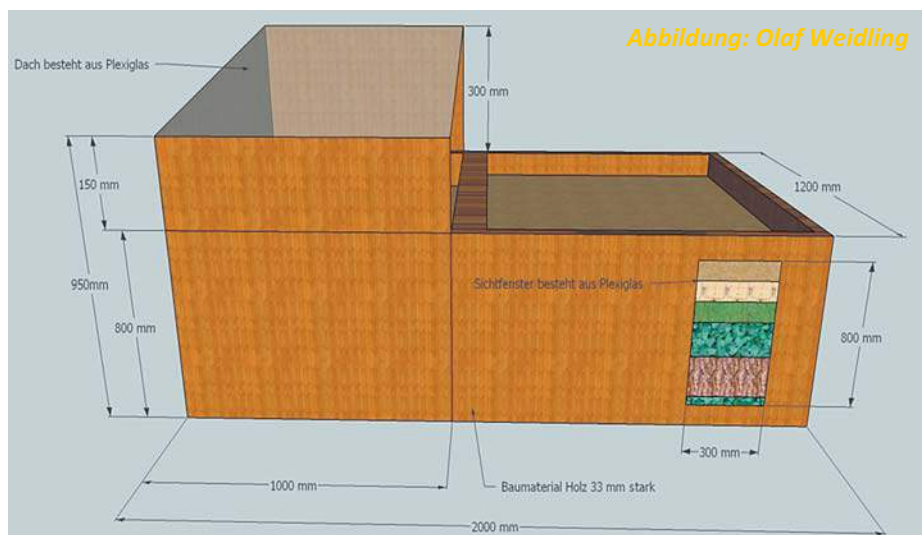 Abbildung: Olaf Weidling
Dach besteht aus Plexiglas
300 mm
150 mm
1200 mm
950mm
Sichtfenster besteht aus Plexiglas
800 mm
800 mm
300 mm
1000 mm
Baumaterial Holz 33 mm stark
2000 mm